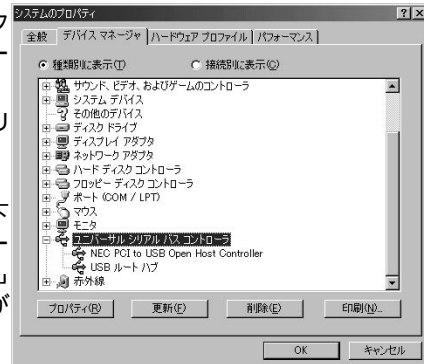 システムのプロパティ
全般 デバイス マネージャ ハードウェア プロファイル パフォーマンス
種類別に表示(T) 接続別に表示(C)
サウンド、ビデオ、およびゲームのコントローラ
システム デバイス
その他のデバイス
ディスク ドライブ
ディスプレイ アダプタ
ネットワーク アダプタ
ハード ディスク コントローラ
フロッピー ディスク コントローラ
ポート (COM / LPT)
マウス
モニタ
ユニバーサル シリアル バス コントローラ
NEC PCI to USB Open Host Controller
USB ルート ハブ
赤外線
プロパティ(R) 更新(F) 削除(E) 印刷(N)...
OK キャンセル